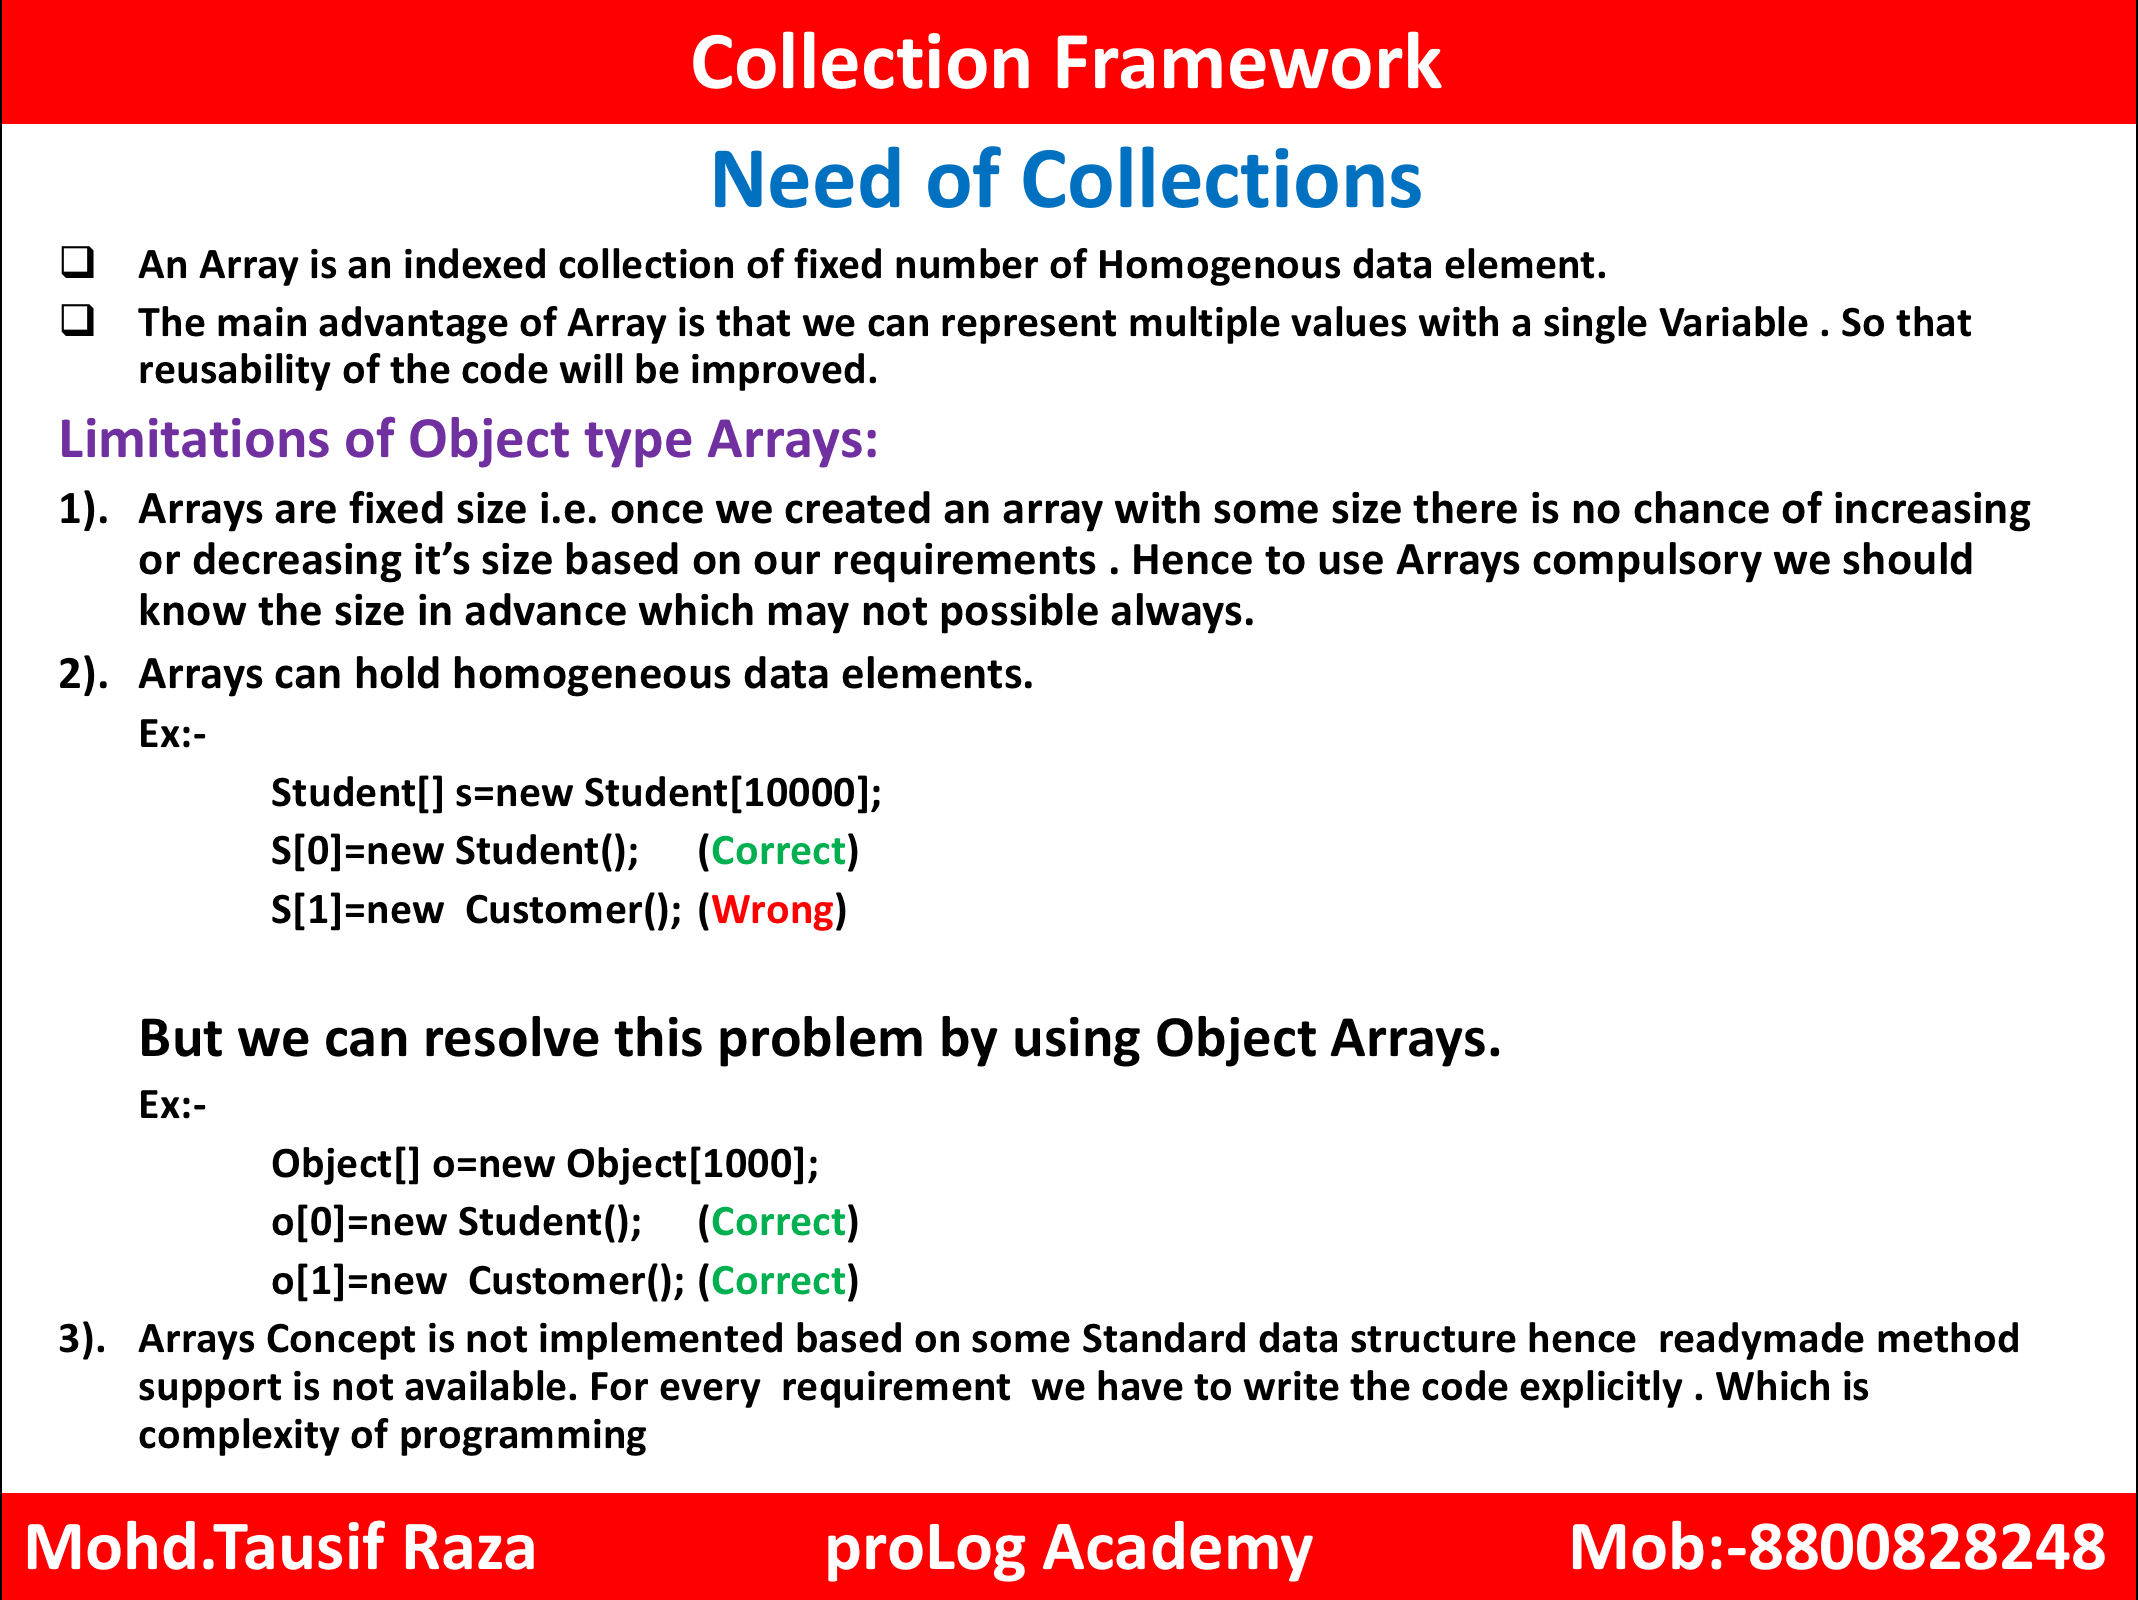 Collection Framework
Need of Collections
❑ An Array is an indexed collection of fixed number of Homogenous data element.
❑ The main advantage of Array is that we can represent multiple values with a single Variable . So that
reusability of the code will be improved.
Limitations of Object type Arrays:
1). Arrays are fixed size i.e. once we created an array with some size there is no chance of increasing
or decreasing it’s size based on our requirements . Hence to use Arrays compulsory we should
know the size in advance which may not possible always.
2). Arrays can hold homogeneous data elements.
Ex:-
Student[] s=new Student[10000];
S[0]=new Student(); (Correct)
S[1]=new Customer(); (Wrong)
But we can resolve this problem by using Object Arrays.
Ex:-
Object[] o=new Object[1000];
o[0]=new Student(); (Correct)
o[1]=new Customer(); (Correct)
3). Arrays Concept is not implemented based on some Standard data structure hence readymade method
support is not available. For every requirement we have to write the code explicitly . Which is
complexity of programming
Mohd.Tausif Raza proLog Academy Mob:-8800828248